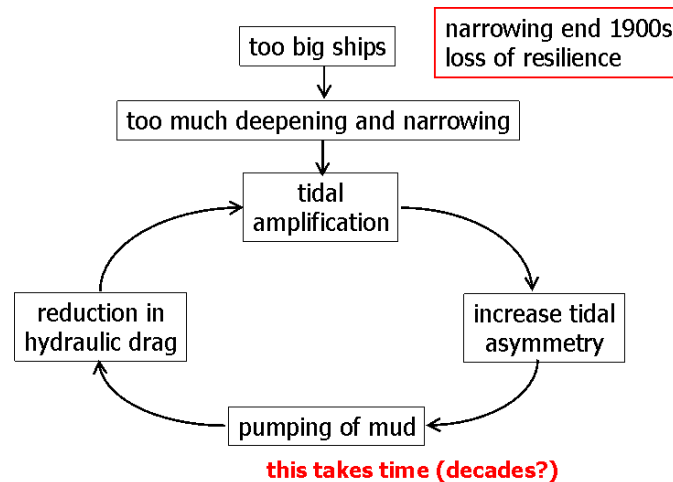 narrowing end 1900s
loss of resilience
too big ships
too much deepening and narrowing
tidal
amplification
increase tidal
asymmetry
pumping of mud
this takes time (decades?)
reduction in
hydraulic drag